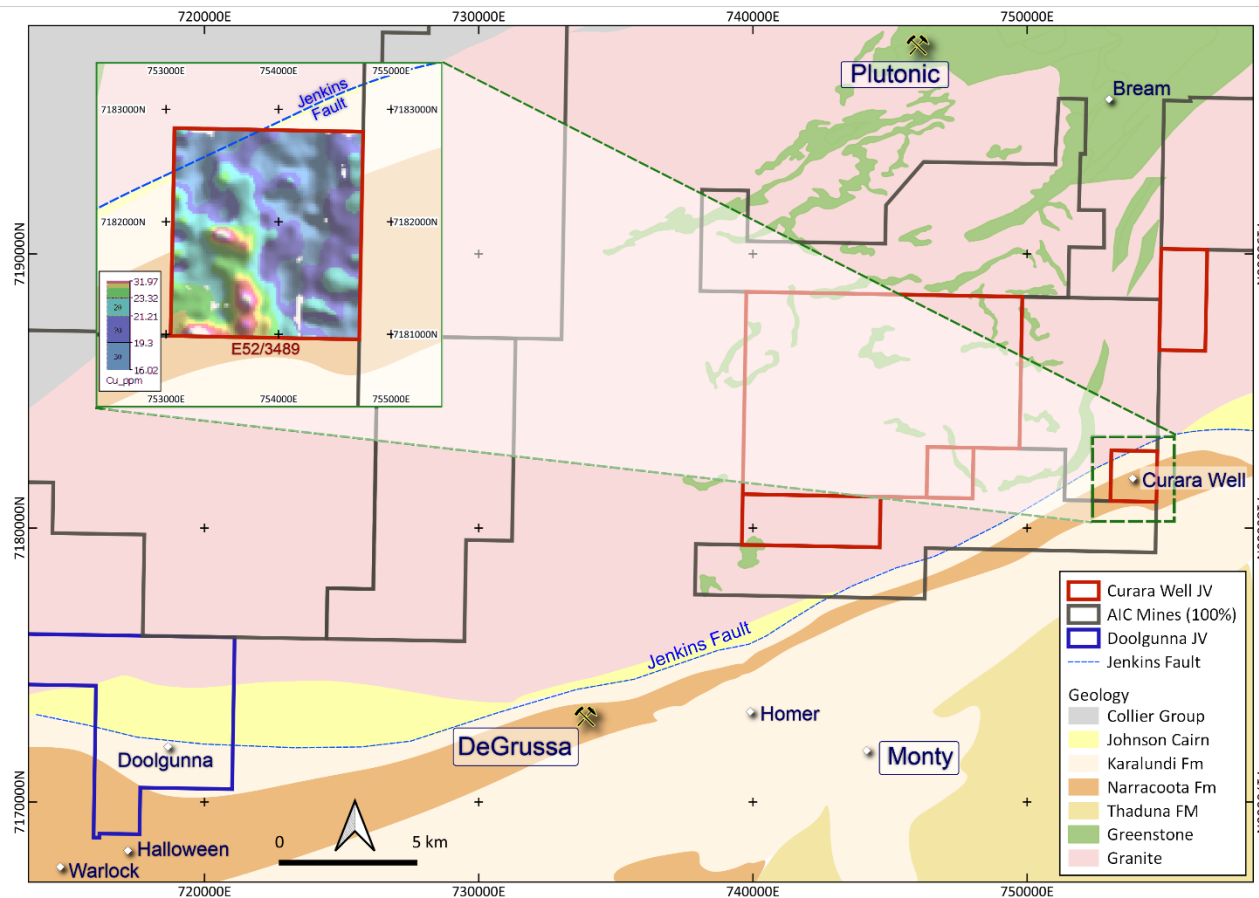 720000E
730000E
740000E
750000E
Plutonic
Bream
753000E
754000E
755000E
7183000N
7183000N
Jenkins
Fault
7182000N
7182000N
7181000N
E52/3489
31.97
23.32
21.21
19.3
16.02
Cu_ppm
753000E
754000E
755000E
7190000N
7180000N
7170000N
Curara Well
Jenkins Fault
DeGrussa
Homer
Monty
Doolgunna
Halloween
Warlock
0
5 km
Curara Well JV
AIC Mines (100%)
Doolgunna JV
Jenkins Fault
Geology
Collier Group
Johnson Cairn
Karalundi Fm
Narracoota Fm
Thaduna FM
Greenstone
Granite
720000E
730000E
740000E
750000E